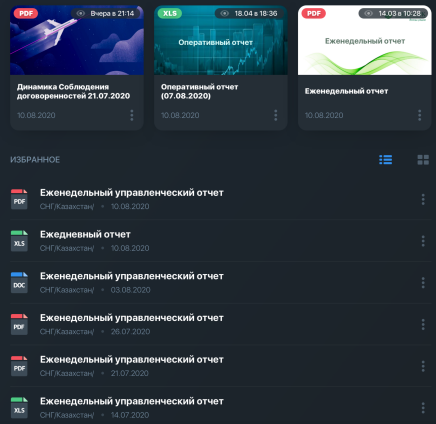 PDF Вчера в 21:14
XLS 18.04 в 18:36
Оперативный отчет
PDF 14.03 в 10:28
Еженедельный отчет
Динамика Соблюдения
договоренностей 21.07.2020
10.08.2020
Оперативный отчет
(07.08.2020)
10.08.2020
Еженедельный отчет
10.08.2020
ИЗБРАННОЕ
PDF
Еженедельный управленческий отчет
СНГ/Казахстан/ • 10.08.2020
XLS
Ежедневный отчет
СНГ/Казахстан/ • 10.08.2020
DOC
Еженедельный управленческий отчет
СНГ/Казахстан/ • 03.08.2020
PDF
Еженедельный управленческий отчет
СНГ/Казахстан/ • 26.07.2020
PDF
Еженедельный управленческий отчет
СНГ/Казахстан/ • 21.07.2020
XLS
Еженедельный управленческий отчет
СНГ/Казахстан/ • 14.07.2020